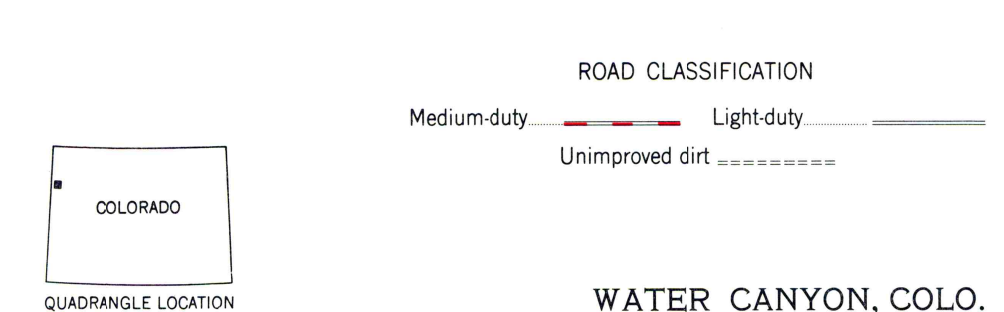 ROAD CLASSIFICATION
Medium-duty Light-duty
Unimproved dirt
COLORADO
QUADRANGLE LOCATION
WATER CANYON, COLO.